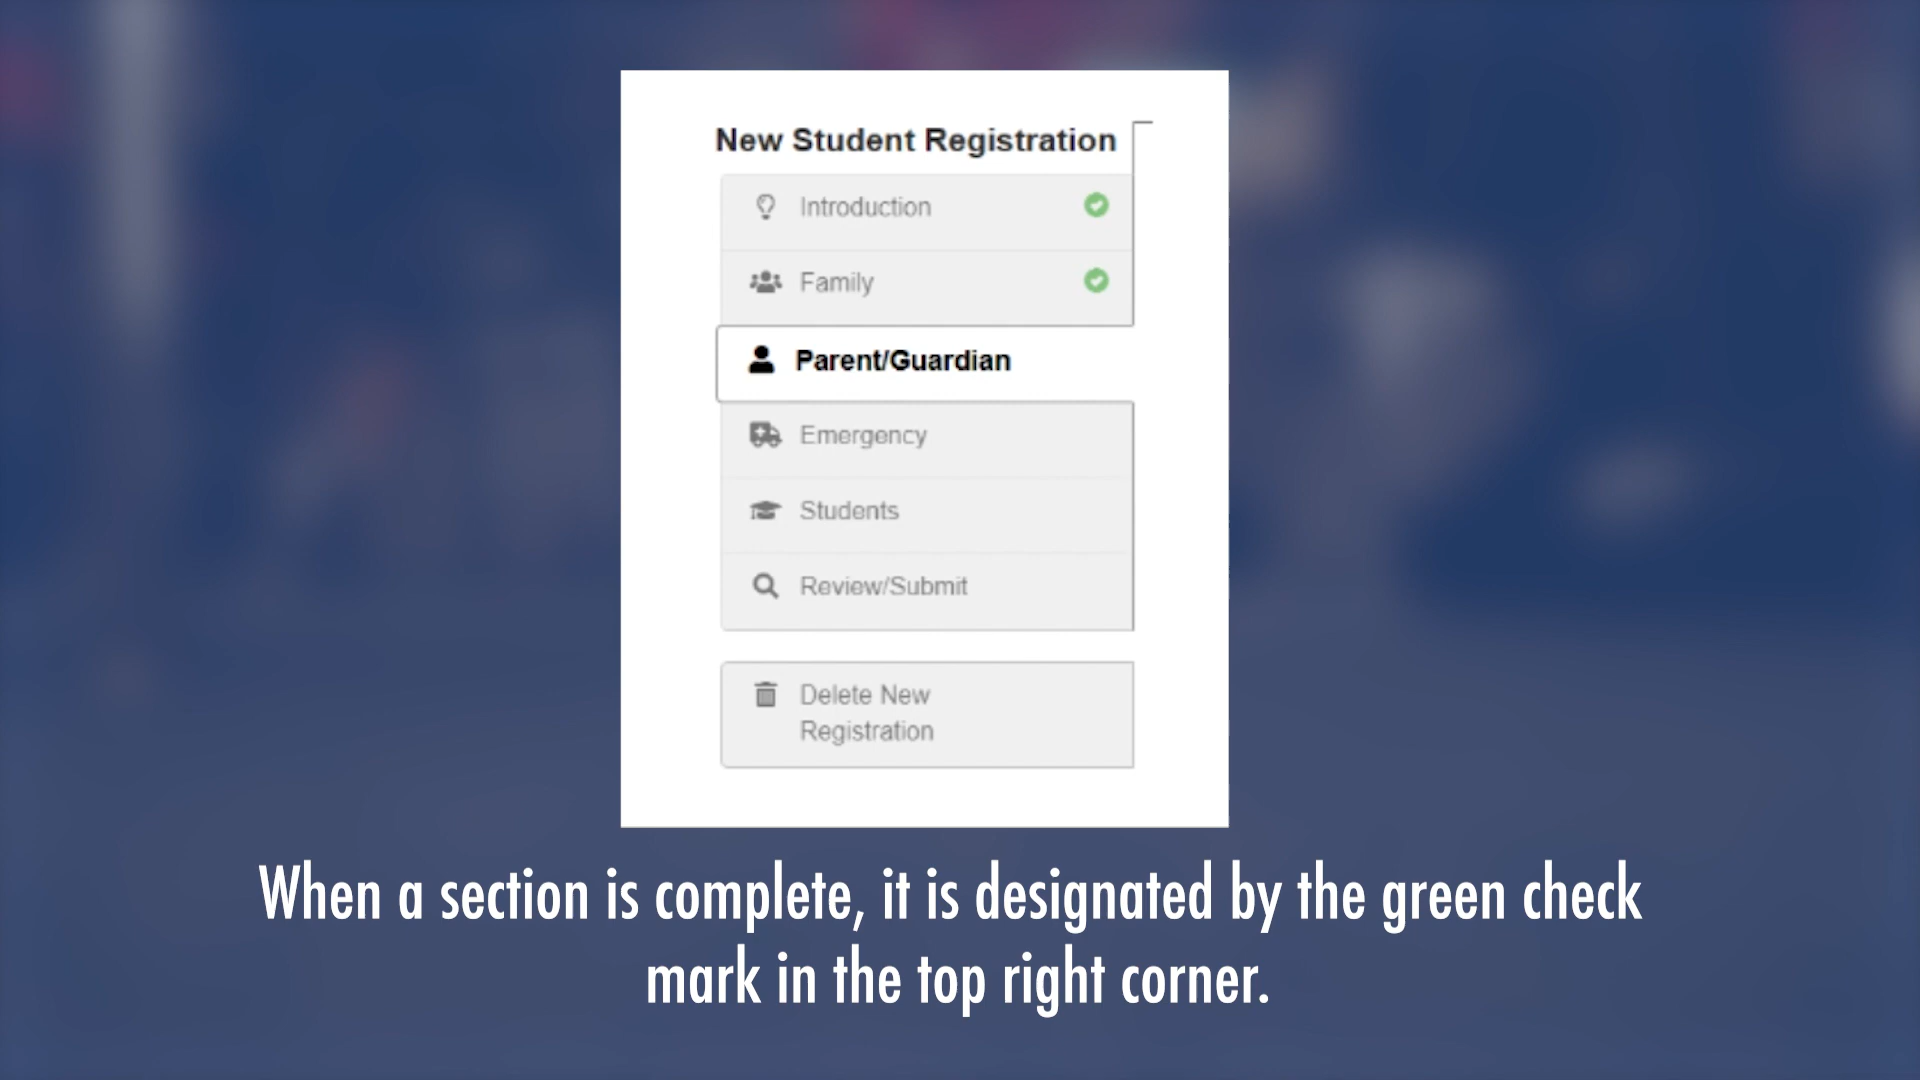 New Student Registration
Introduction
Family
Parent/Guardian
Emergency
Students
Review/Submit
Delete New
Registration
When a section is complete, it is designated by the green check
mark in the top right corner.